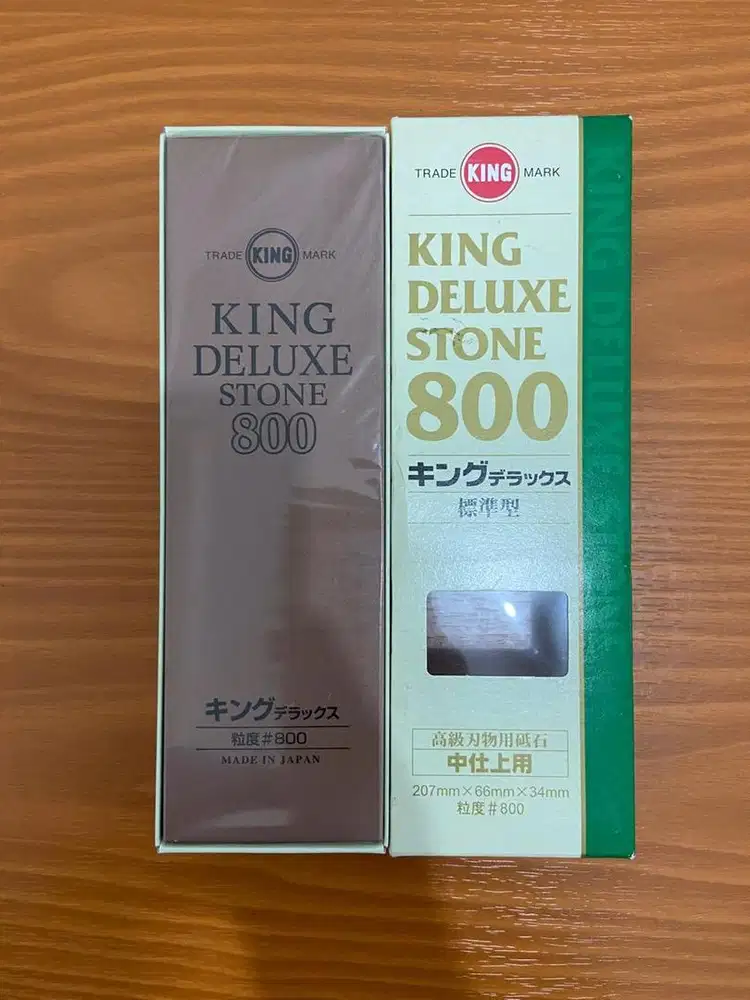 TRADE KING MARK
KING
DELUXE
STONE
800
キングデラックス
粒度#800
MADE IN JAPAN
TRADE KING MARK
KING
DELUXE
STONE
800
キングデラックス
標準型
高級刃物用砥石
中仕上用
207mm×66mm×34mm
粒度#800
KING DELUXE STONE